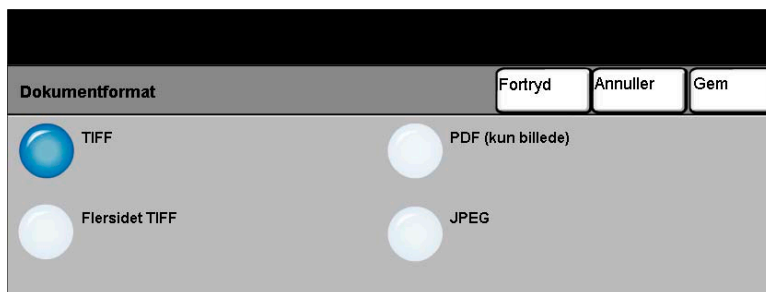 Dokumentformat
Fortryd
Annuller
Gem
TIFF
PDF (kun billede)
Flersidet TIFF
JPEG